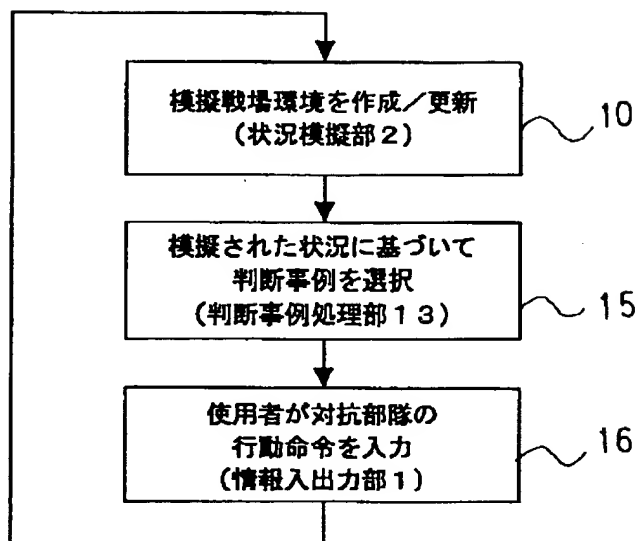 模擬戦場環境を作成／更新
(状況模擬部２)
10
模擬された状況に基づいて
判断事例を選択
(判断事例処理部１３)
15
使用者が対抗部隊の
行動命令を入力
(情報入出力部１)
16